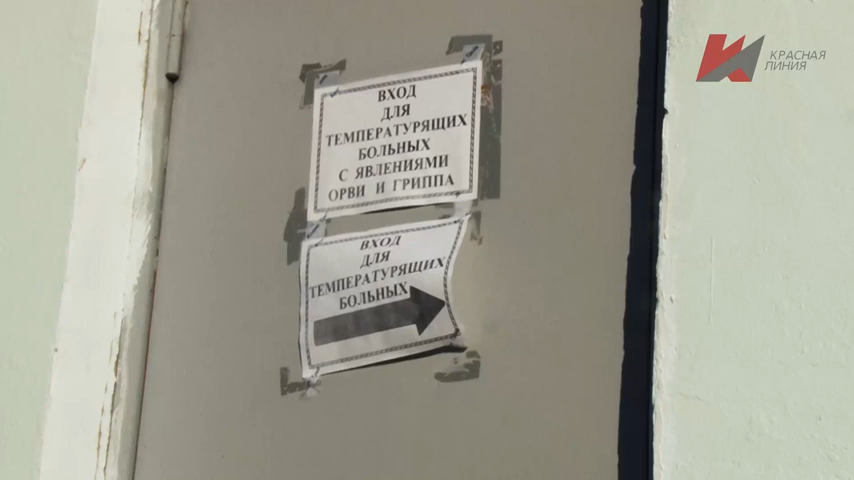 КРАСНАЯ
ЛИНИЯ
ВХОД
ДЛЯ
ТЕМПЕРАТУРЯЩИХ
БОЛЬНЫХ
С ЯВЛЕНИЯМИ
ОРВИ И ГРИППА
ВХОД
ДЛЯ
ТЕМПЕРАТУРЯЩИХ
БОЛЬНЫХ